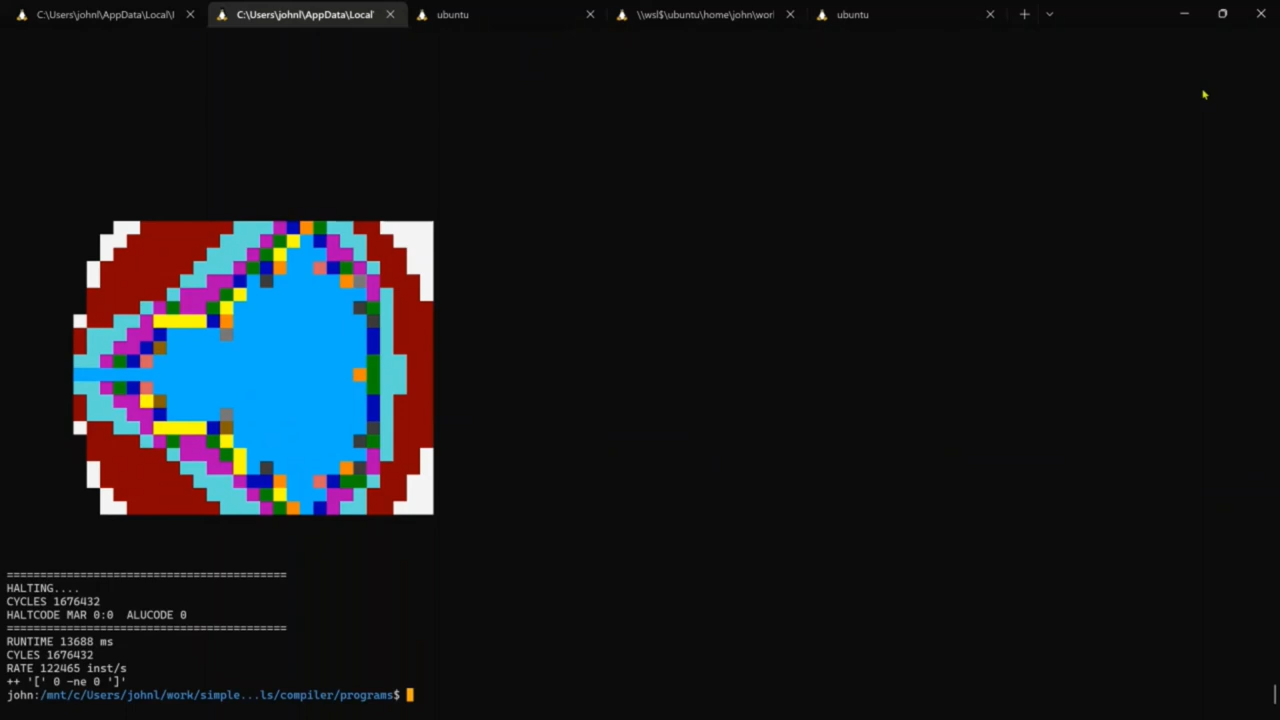 C:\Users\johnl\AppData\Local\
C:\Users\johnl\AppData\Local'
ubuntu
\\wsl$\ubuntu\home\john\worl
ubuntu
=========================================
HALTING....
CYCLES 1676432
HALTCODE MAR 0:0  ALUCODE 0
=========================================
RUNTIME 13688 ms
CYLES 1676432
RATE 122465 inst/s
++ '[' 0 -ne 0 ']'
john:/mnt/c/Users/johnl/work/simple...ls/compiler/programs$